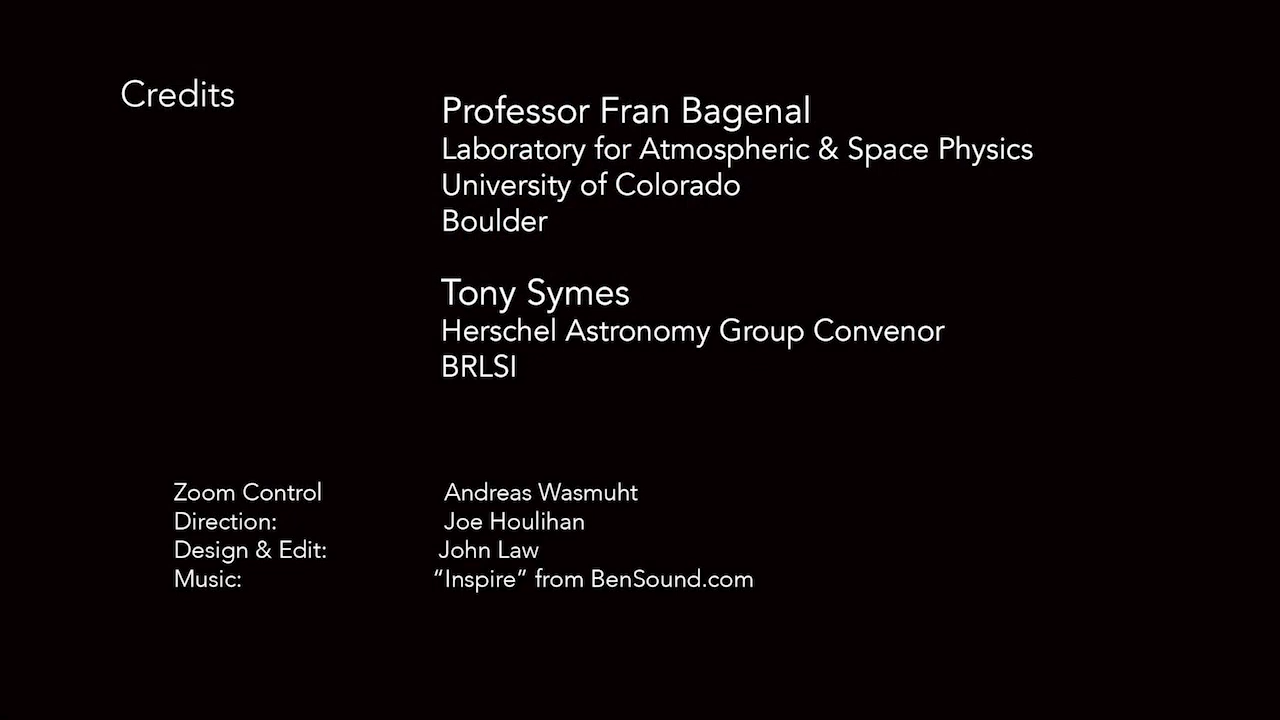 Credits
Professor Fran Bagenal
Laboratory for Atmospheric & Space Physics
University of Colorado
Boulder
Tony Symes
Herschel Astronomy Group Convenor
BRLSI
Zoom Control Andreas Wasmuht
Direction: Joe Houlihan
Design & Edit: John Law
Music: “Inspire” from BenSound.com